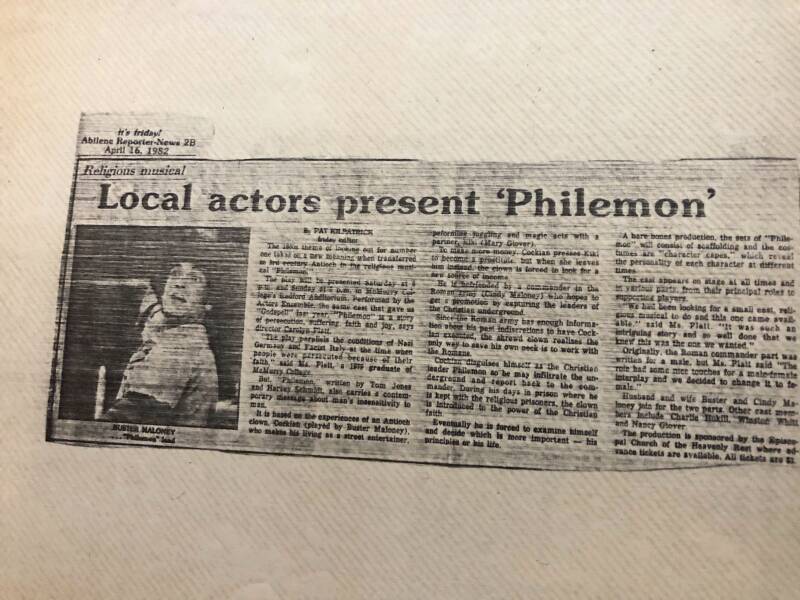 it's friday!
Abilene Reporter-News 2B
April 16, 1982
Religious musical
Local actors present 'Philemon'
BUSTER MALONEY
... "Philemon" lead
By PAT KILPATRICK
Index editor
The 1980s theme of looking out for number
one takes on a new meaning when transferred
to 3rd century Antioch in the religious musi-
cal "Philemon."
The play will be presented Saturday at 8
p.m. and Sunday at in McMurry Col-
lege's Radford Auditorium. Performed by the
Actors Ensemble, the same cast that gave us
"Godspell" last year, "Philemon" is a story
of persecution, suffering, faith and joy, says
director Carolyn Platt.
"The play parallels the conditions of Nazi
Germany and Facist Italy at the time when
people were persecuted because of their
faith," said Ms. Platt, a 1979 graduate of
McMurry College.
But, "Philemon," written by Tom Jones
and Harvey Schmidt, also carries a contem-
porary message about man's insensitivity to
man.
It is based on the experiences of an Antioch
clown, Cockian (played by Buster Maloney),
who makes his living as a street entertainer,
performing juggling and magic acts with a
partner, Kiki (Mary Glover).
To make more money, Cockian presses Kiki
to become a prostitute, but when she leaves
him instead, the clown is forced to look for a
new
He is befriended by a commander in the
Roman army (Cindy Maloney) who hopes to
get a promotion by capturing the leaders of
the Christian underground.
Since the Roman army has enough informa-
tion about his past indiscretions to have Cock-
ian executed, the shrewd clown realizes the
only way to save his own neck is to work with
the Romans.
Cockian disguises himself as the Christian
leader Philemon so he may infiltrate the un-
derground and report back to the com-
mander. During his days in prison where he
is kept with the religious prisoners, the clown
is introduced to the power of the Christian
faith.
Eventually he is forced to examine himself
and decide which is more important — his
principles or his life.
A bare bones production, the sets of "Phile-
mon" will consist of scaffolding and the cos-
tumes are "character capes," which reveal
the personality of each character at different
times.
The cast appears on stage at all times and
in various parts, from their principal roles to
supporting players.
"We had been looking for a small cast, reli-
gious musical to do and this one came avail-
able," said Ms. Platt. "It was such an
intriguing story and so well done that we
knew this was the one we wanted."
Originally, the Roman commander part was
written for a male, but Ms. Platt said "The
role had some nice touches for a male-female
interplay and we decided to change it to fe-
male."
Husband and wife Buster and Cindy Ma-
loney join for the two parts. Other cast mem-
bers include Charlie Hukill, Winston Whitt
and Nancy Glover.
The production is sponsored by the Episco-
pal Church of the Heavenly Rest where ad-
vance tickets are available. All tickets are $3.